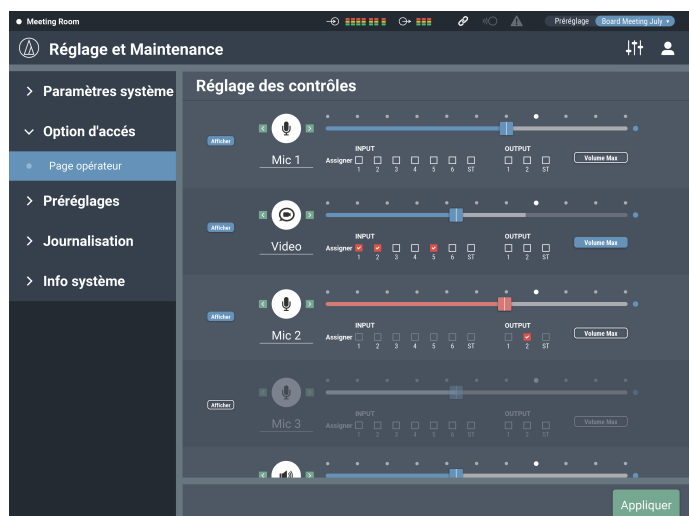 Meeting Room
Préréglage Board Meeting July
Réglage et Maintenance
Paramètres système
Option d'accés
Page opérateur
Préréglages
Journalisation
Info système
Réglage des contrôles
Afficher
Mic 1
INPUT
Assigner
1 2 3 4 5 6 ST
OUTPUT
1 2 ST
Volume Max
Afficher
Video
INPUT
Assigner
1 2 3 4 5 6 ST
OUTPUT
1 2 ST
Volume Max
Afficher
Mic 2
INPUT
Assigner
1 2 3 4 5 6 ST
OUTPUT
1 2 ST
Volume Max
Afficher
Mic 3
INPUT
Assigner
1 2 3 4 5 6 ST
OUTPUT
1 2 ST
Volume Max
Appliquer